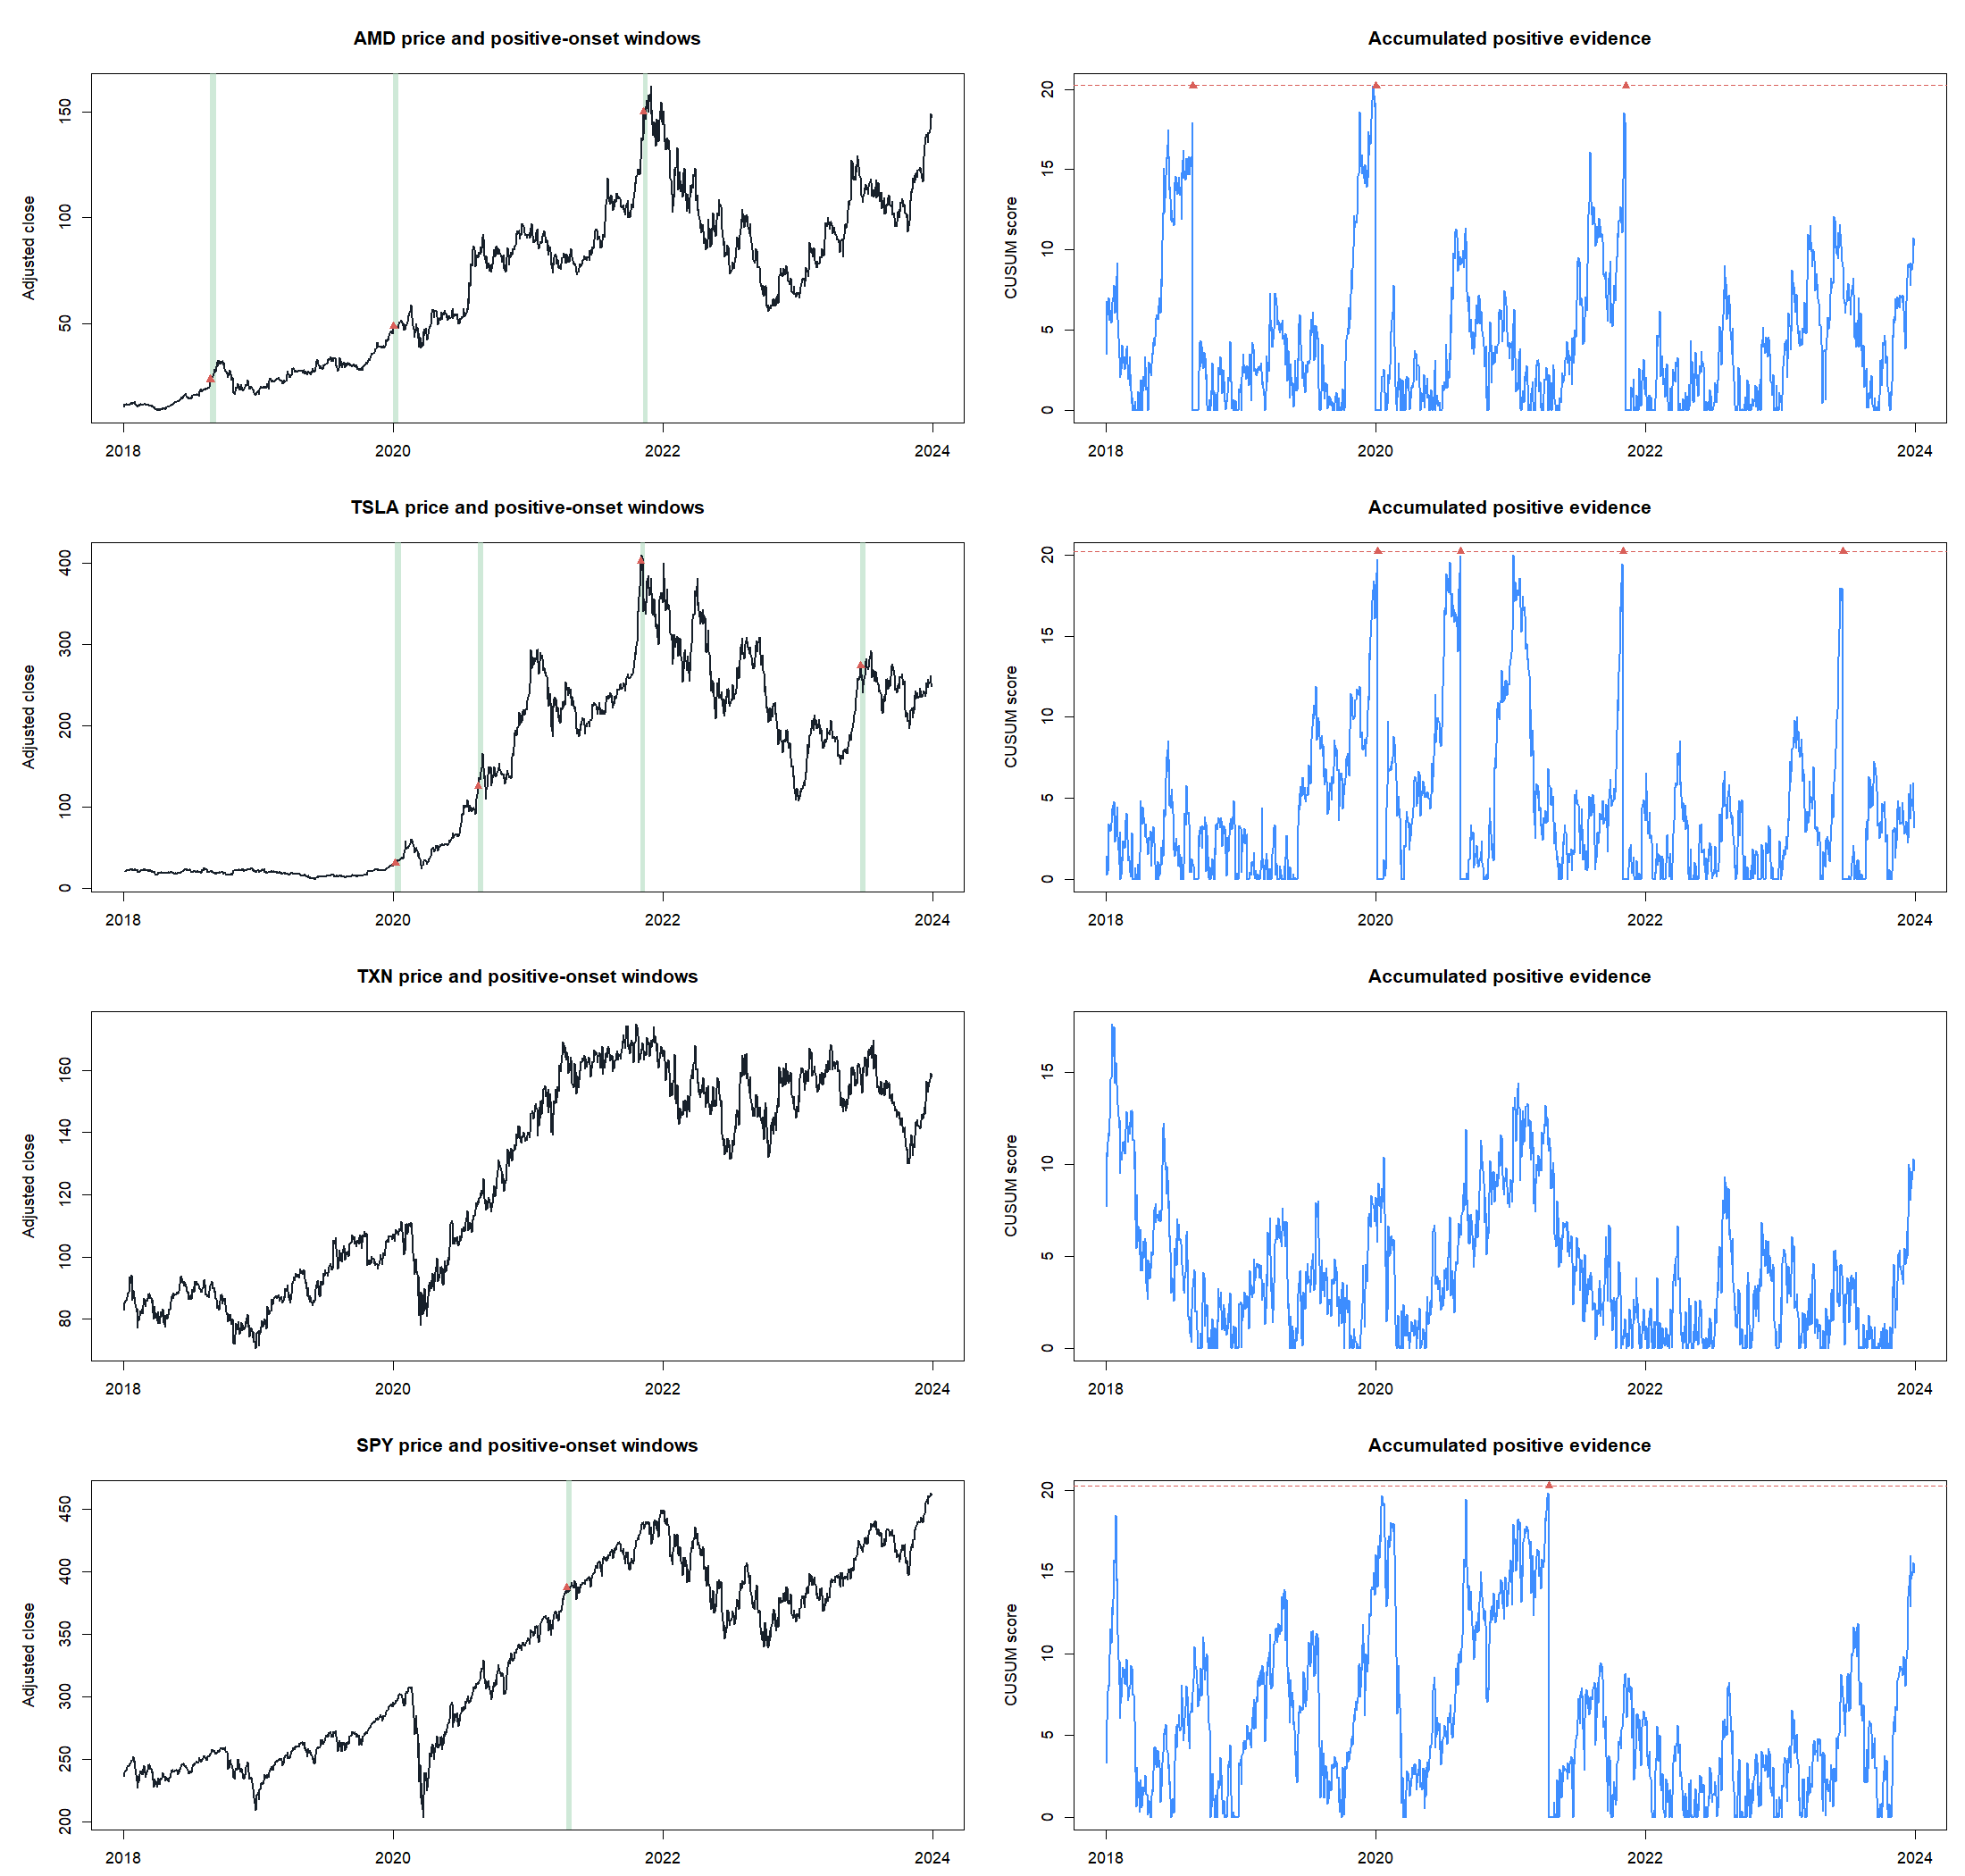 AMD price and positive-onset windows
Adjusted close
150
100
50
2018 2020 2022 2024
Accumulated positive evidence
CUSUM score
20
15
10
5
0
2018 2020 2022 2024
TSLA price and positive-onset windows
Adjusted close
400
300
200
100
0
2018 2020 2022 2024
Accumulated positive evidence
CUSUM score
20
15
10
5
0
2018 2020 2022 2024
TXN price and positive-onset windows
Adjusted close
160
140
120
100
80
2018 2020 2022 2024
Accumulated positive evidence
CUSUM score
15
10
5
0
2018 2020 2022 2024
SPY price and positive-onset windows
Adjusted close
450
400
350
300
250
200
2018 2020 2022 2024
Accumulated positive evidence
CUSUM score
20
15
10
5
0
2018 2020 2022 2024